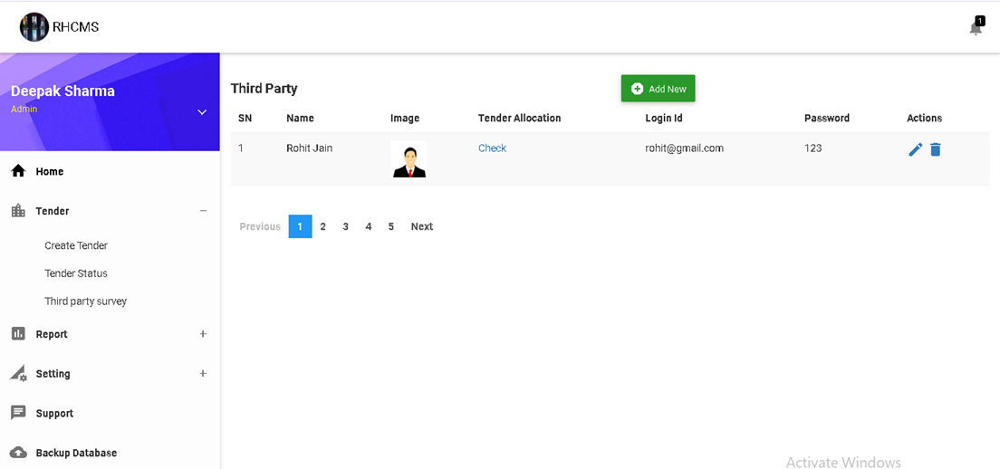 RHCMS
1
Deepak Sharma
Admin
Home
Tender
Create Tender
Tender Status
Third party survey
Report
Setting
Support
Backup Database
Third Party
Add New
SN Name Image Tender Allocation Login Id Password Actions
1 Rohit Jain Check rohit@gmail.com 123
Previous 1 2 3 4 5 Next
Activate Windows